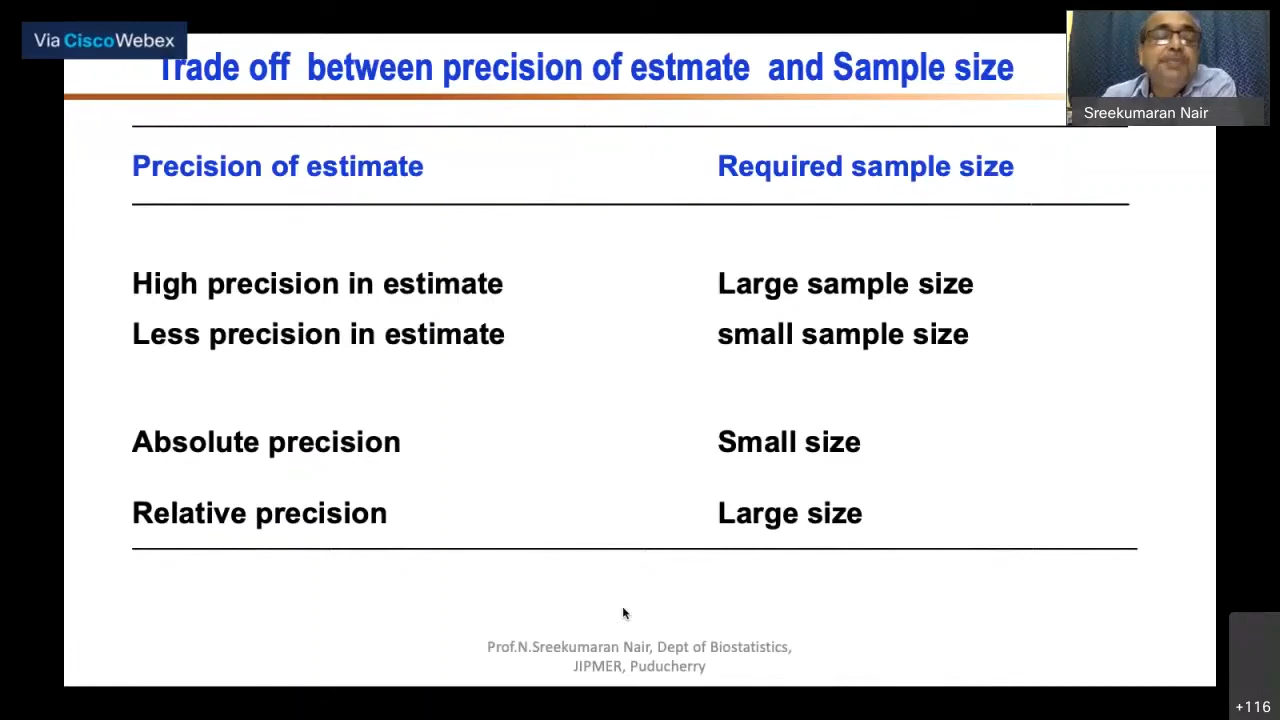 Via CiscoWebex
Trade off between precision of estmate and Sample size
Sreekumaran Nair
Precision of estimate Required sample size
High precision in estimate Large sample size
Less precision in estimate small sample size
Absolute precision Small size
Relative precision Large size
Prof.N.Sreekumaran Nair, Dept of Biostatistics,
JIPMER, Puducherry
+116